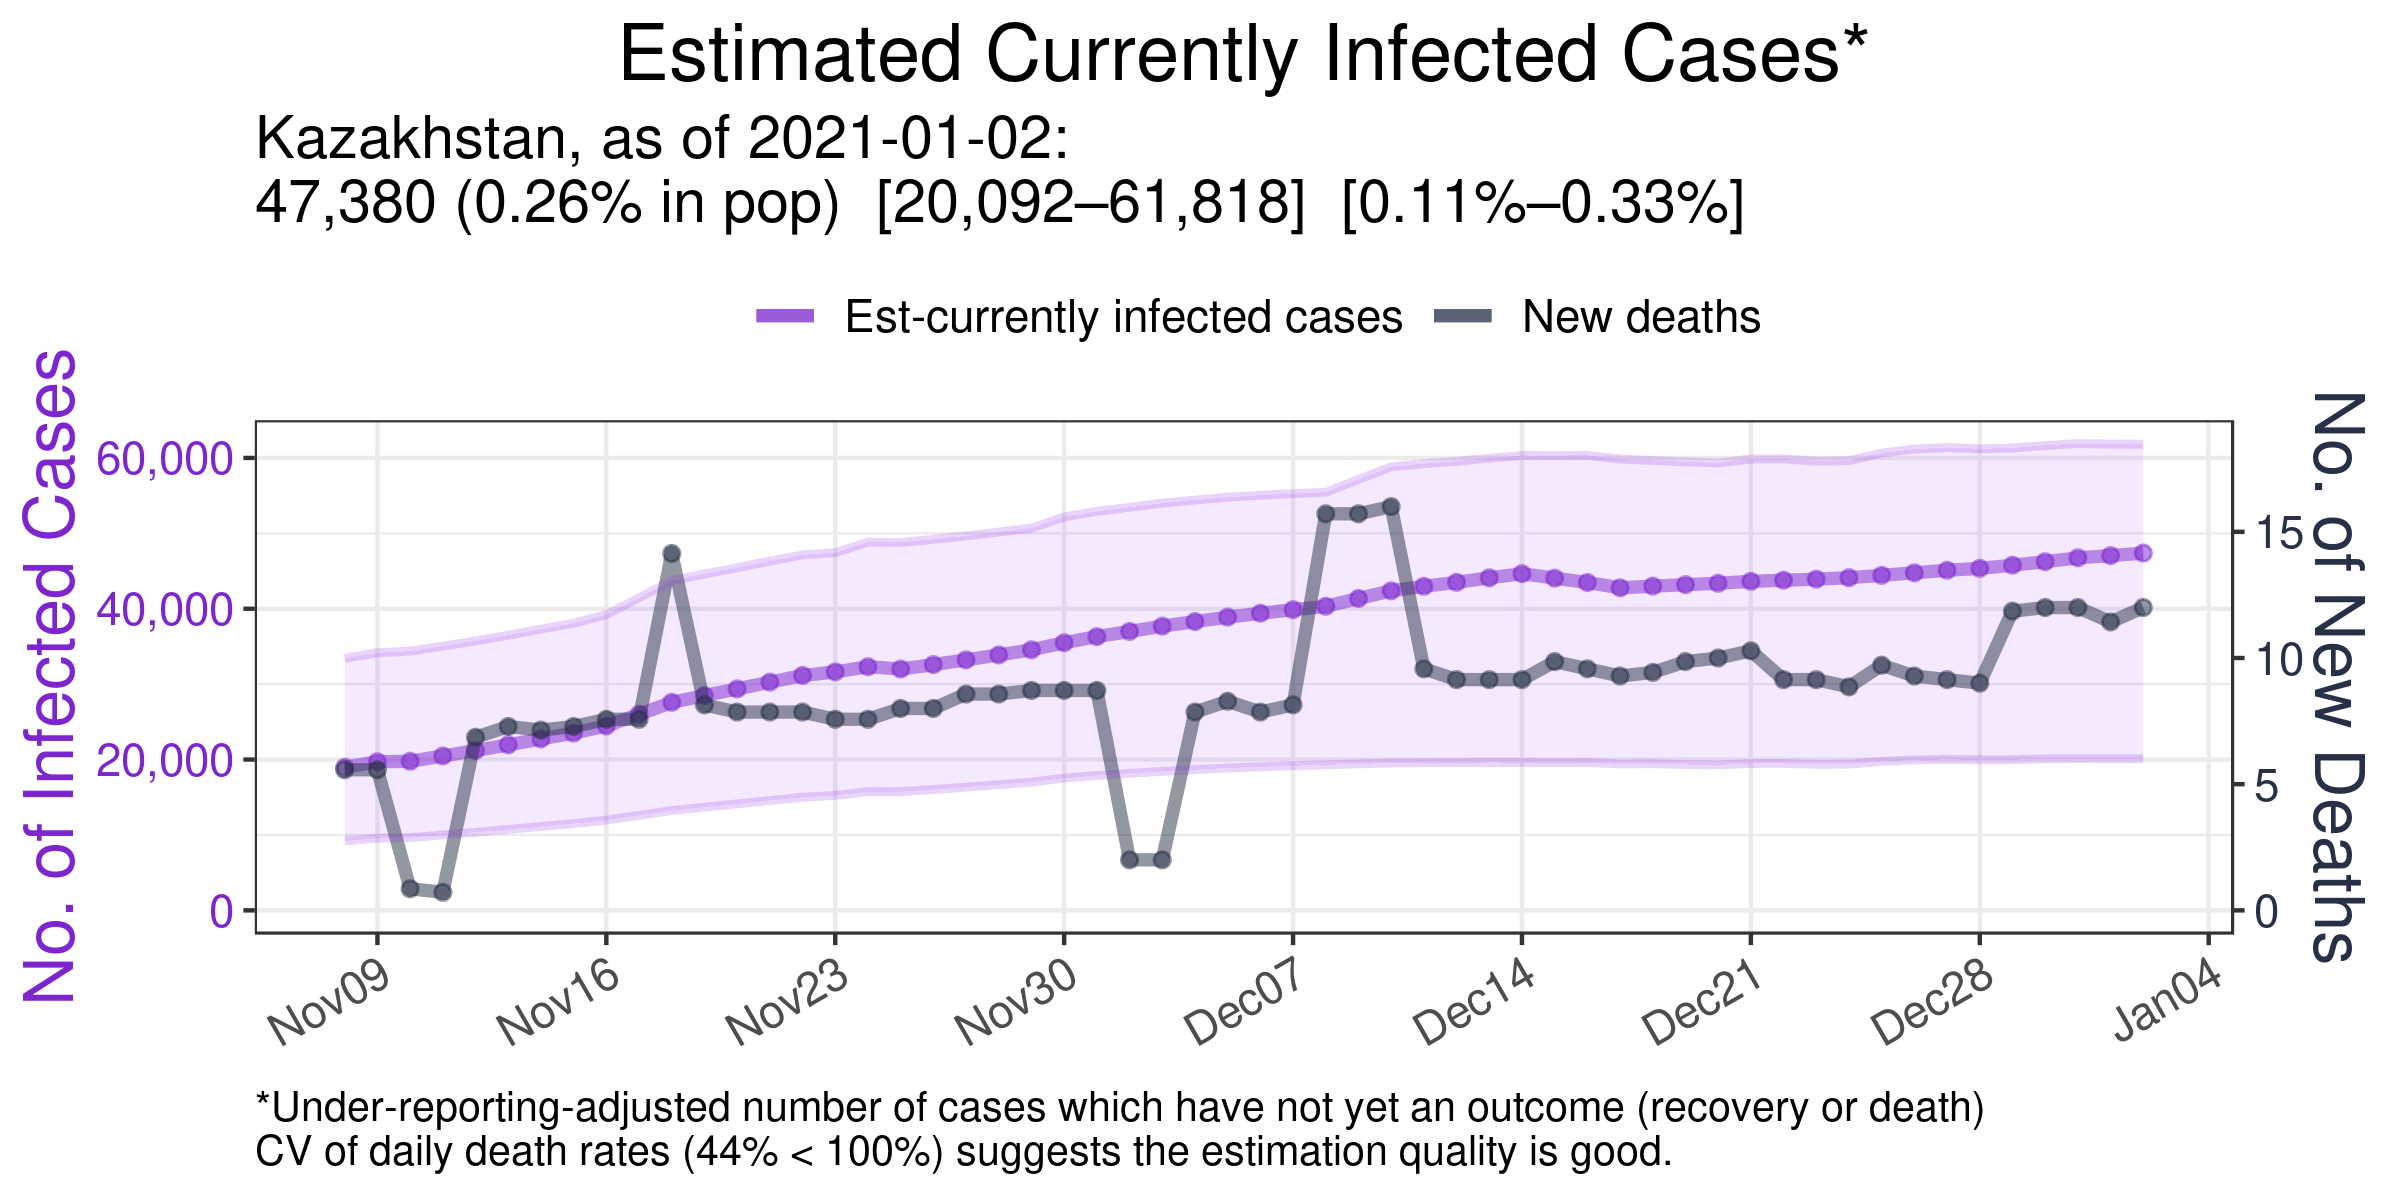 Estimated Currently Infected Cases*
Kazakhstan, as of 2021-01-02:
47,380 (0.26% in pop)  [20,092–61,818]  [0.11%–0.33%]
Est-currently infected cases
New deaths
No. of Infected Cases
60,000
40,000
20,000
0
15
10
5
0
No. of New Deaths
Nov09
Nov16
Nov23
Nov30
Dec07
Dec14
Dec21
Dec28
Jan04
*Under-reporting-adjusted number of cases which have not yet an outcome (recovery or death)
CV of daily death rates (44% < 100%) suggests the estimation quality is good.